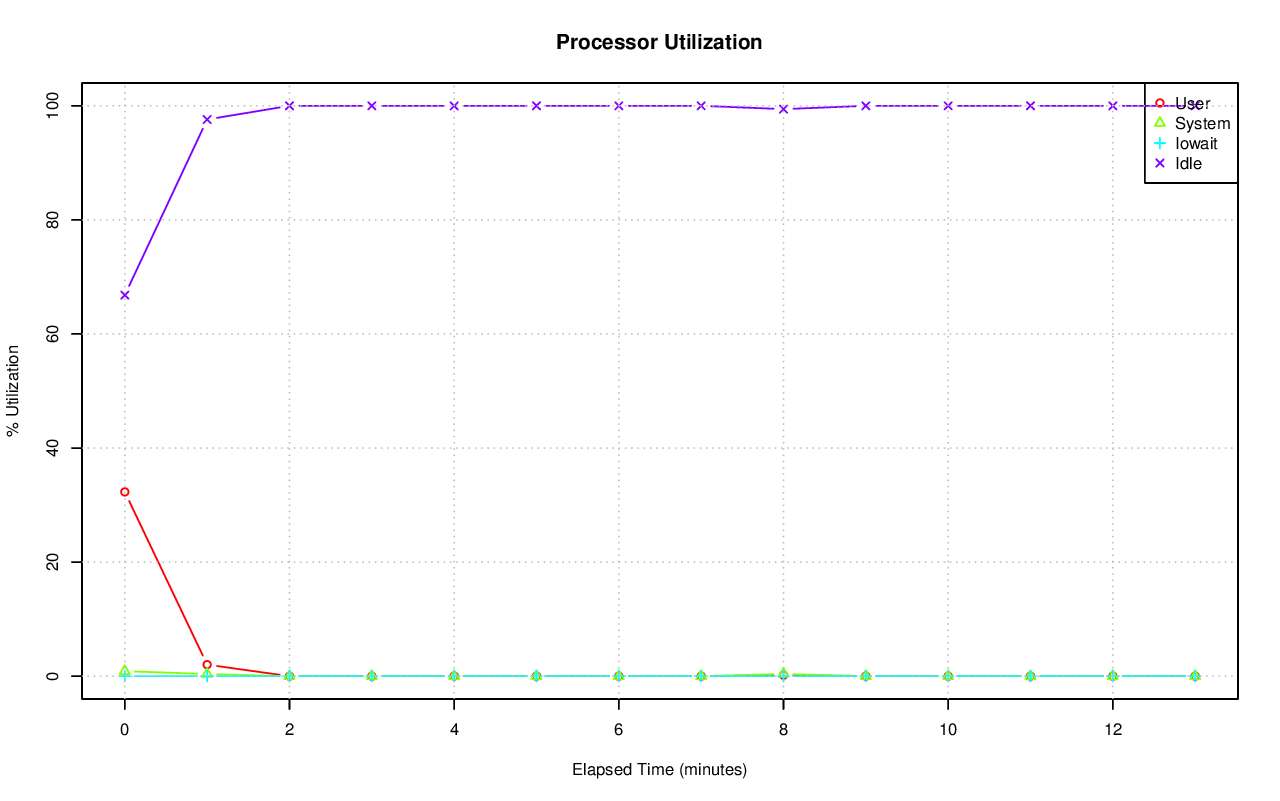 Processor Utilization
100
80
60
40
20
0
% Utilization
User
System
Iowait
Idle
0 2 4 6 8 10 12
Elapsed Time (minutes)